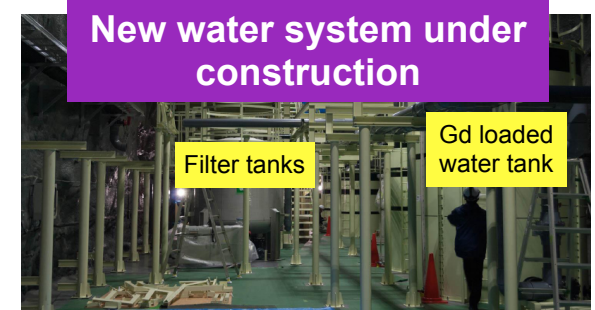 New water system under
construction
Filter tanks
Gd loaded
water tank